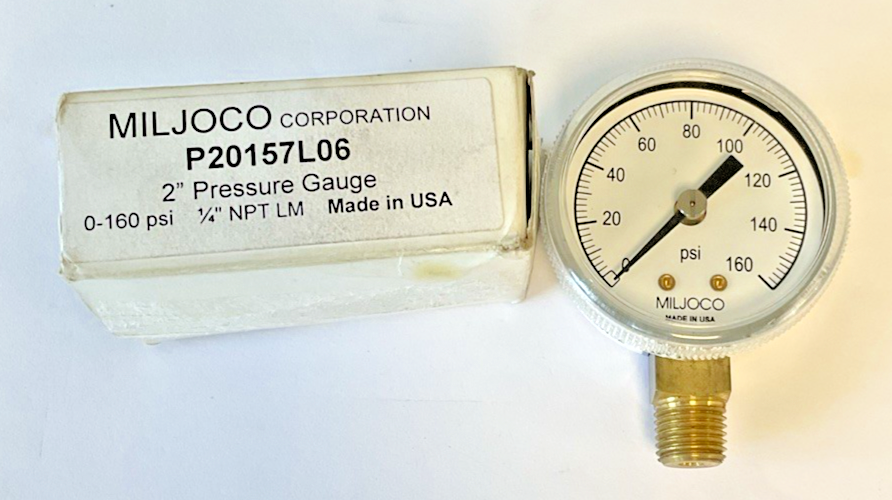 MILJOCO CORPORATION
P20157L06
2” Pressure Gauge
0-160 psi ¼" NPT LM Made in USA
0
20
40
60
80
100
120
140
160
psi
MILJOCO
MADE IN USA